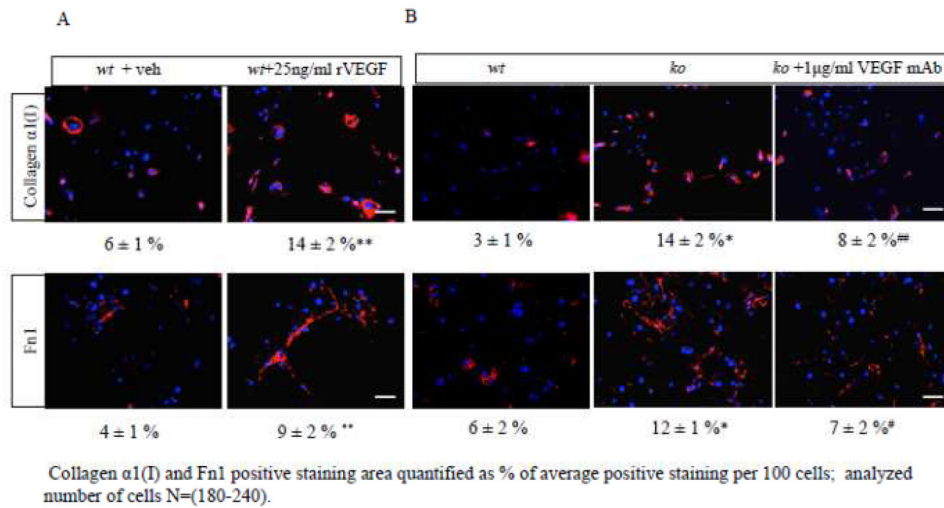 A
B
wt + veh
wt+25ng/ml rVEGF
wt
ko
ko +1µg/ml VEGF mAb
Collagen α1(I)
6 ± 1 %
14 ± 2 %**
3 ± 1 %
14 ± 2 %*
8 ± 2 %##
Fn1
4 ± 1 %
9 ± 2 % **
6 ± 2 %
12 ± 1 %*
7 ± 2 %#
Collagen α1(I) and Fn1 positive staining area quantified as % of average positive staining per 100 cells; analyzed
number of cells N=(180-240).